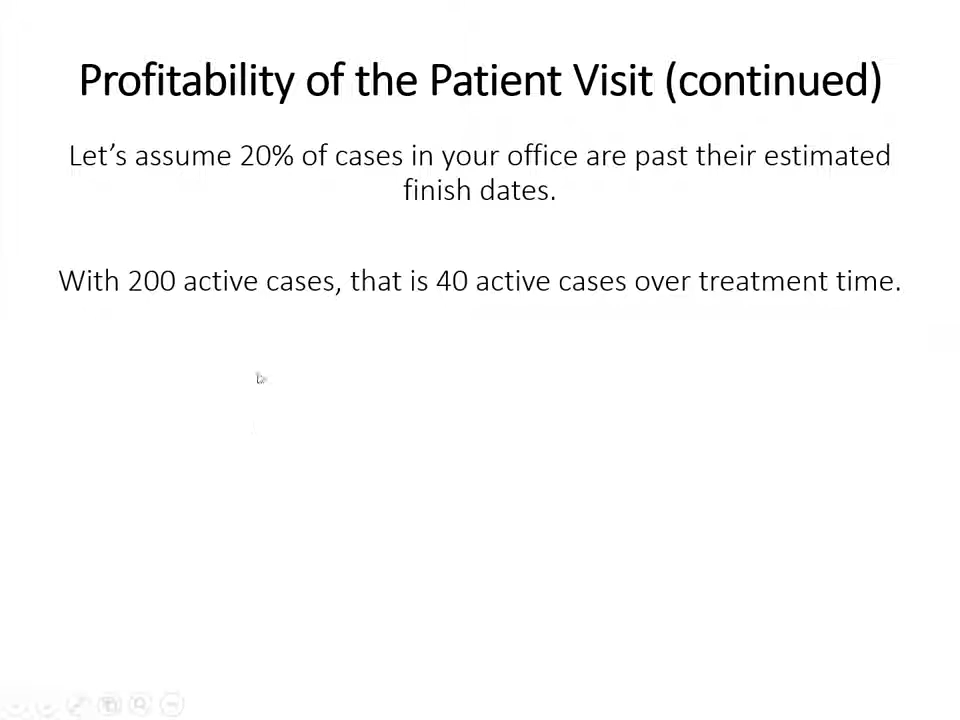 Profitability of the Patient Visit (continued)
Let’s assume 20% of cases in your office are past their estimated
finish dates.
With 200 active cases, that is 40 active cases over treatment time.